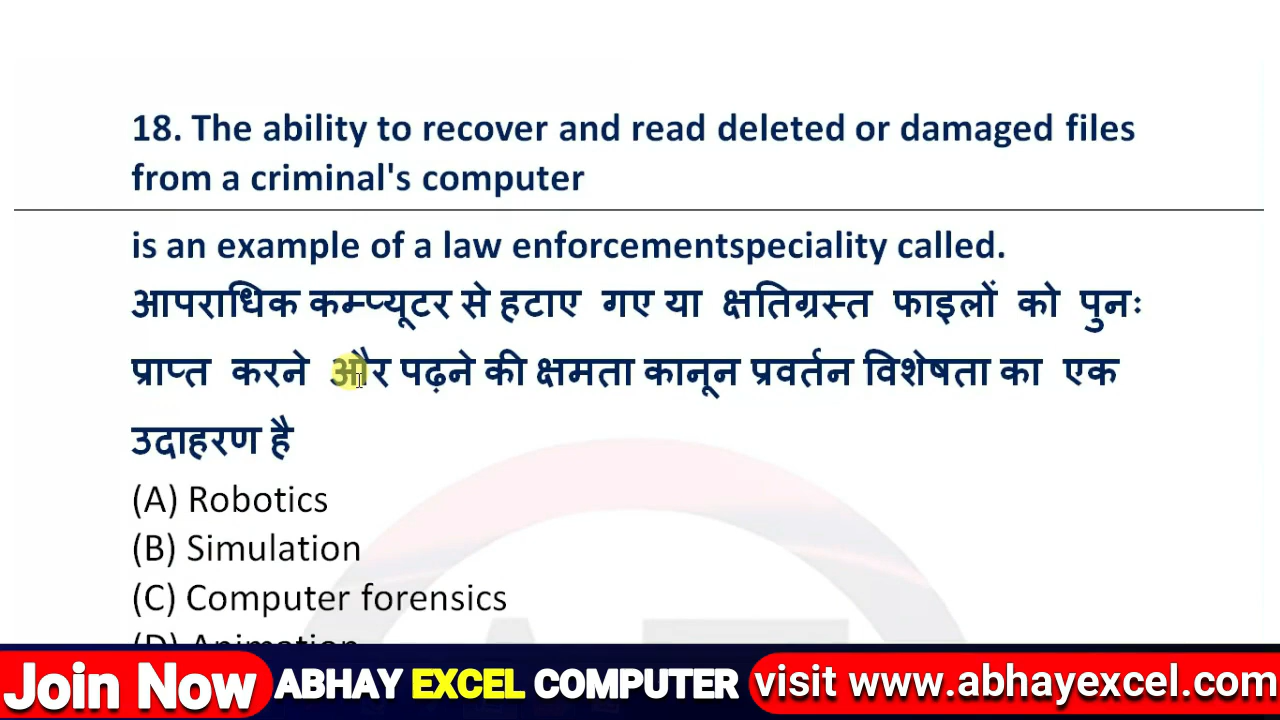 18. The ability to recover and read deleted or damaged files
from a criminal's computer
is an example of a law enforcementspeciality called.
आपराधिक कम्प्यूटर से हटाए गए या क्षतिग्रस्त फाइलों को पुनः
प्राप्त करने और पढ़ने की क्षमता कानून प्रवर्तन विशेषता का एक
उदाहरण है
(A) Robotics
(B) Simulation
(C) Computer forensics
(D) Animation
Join Now ABHAY EXCEL COMPUTER visit www.abhayexcel.com